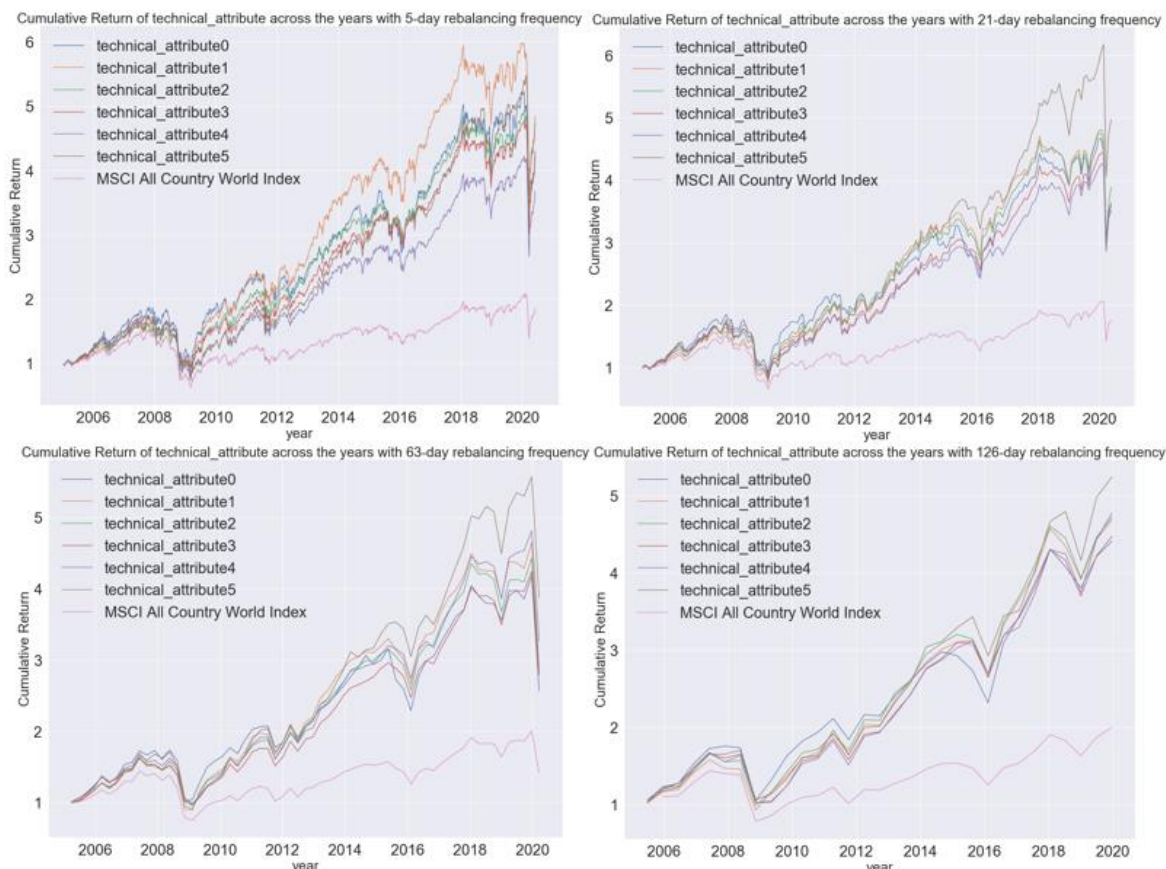 Cumulative Return of technical_attribute across the years with 5-day rebalancing frequency
6
5
4
3
2
1
Cumulative Return
technical_attribute0
technical_attribute1
technical_attribute2
technical_attribute3
technical_attribute4
technical_attribute5
MSCI All Country World Index
2006 2008 2010 2012 2014 2016 2018 2020
year
Cumulative Return of technical_attribute across the years with 21-day rebalancing frequency
6
5
4
3
2
1
Cumulative Return
technical_attribute0
technical_attribute1
technical_attribute2
technical_attribute3
technical_attribute4
technical_attribute5
MSCI All Country World Index
2006 2008 2010 2012 2014 2016 2018 2020
year
Cumulative Return of technical_attribute across the years with 63-day rebalancing frequency
5
4
3
2
1
Cumulative Return
technical_attribute0
technical_attribute1
technical_attribute2
technical_attribute3
technical_attribute4
technical_attribute5
MSCI All Country World Index
2006 2008 2010 2012 2014 2016 2018 2020
year
Cumulative Return of technical_attribute across the years with 126-day rebalancing frequency
5
4
3
2
1
Cumulative Return
technical_attribute0
technical_attribute1
technical_attribute2
technical_attribute3
technical_attribute4
technical_attribute5
MSCI All Country World Index
2006 2008 2010 2012 2014 2016 2018 2020
year